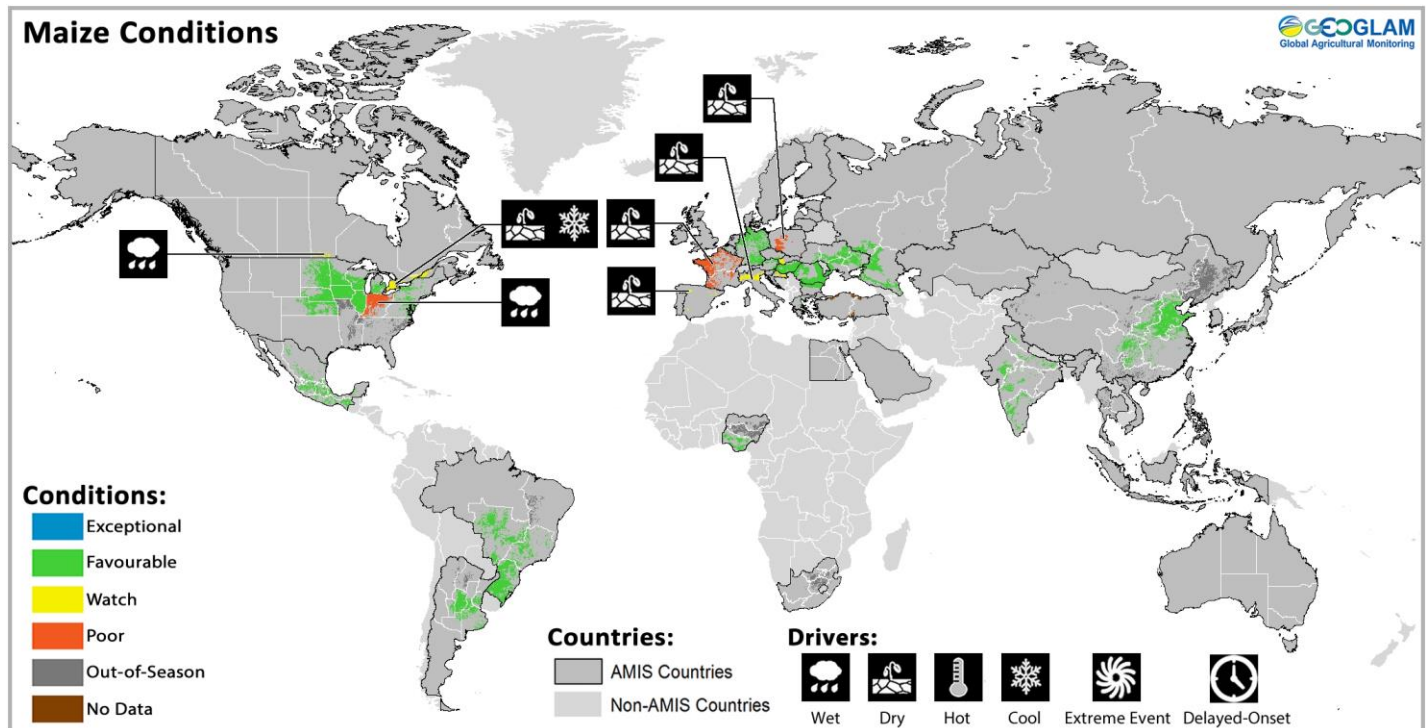 Maize Conditions
GEOGLAM
Global Agricultural Monitoring
Conditions:
Exceptional
Favourable
Watch
Poor
Out-of-Season
No Data
Countries:
AMIS Countries
Non-AMIS Countries
Drivers:
Wet
Dry
Hot
Cool
Extreme Event
Delayed-Onset